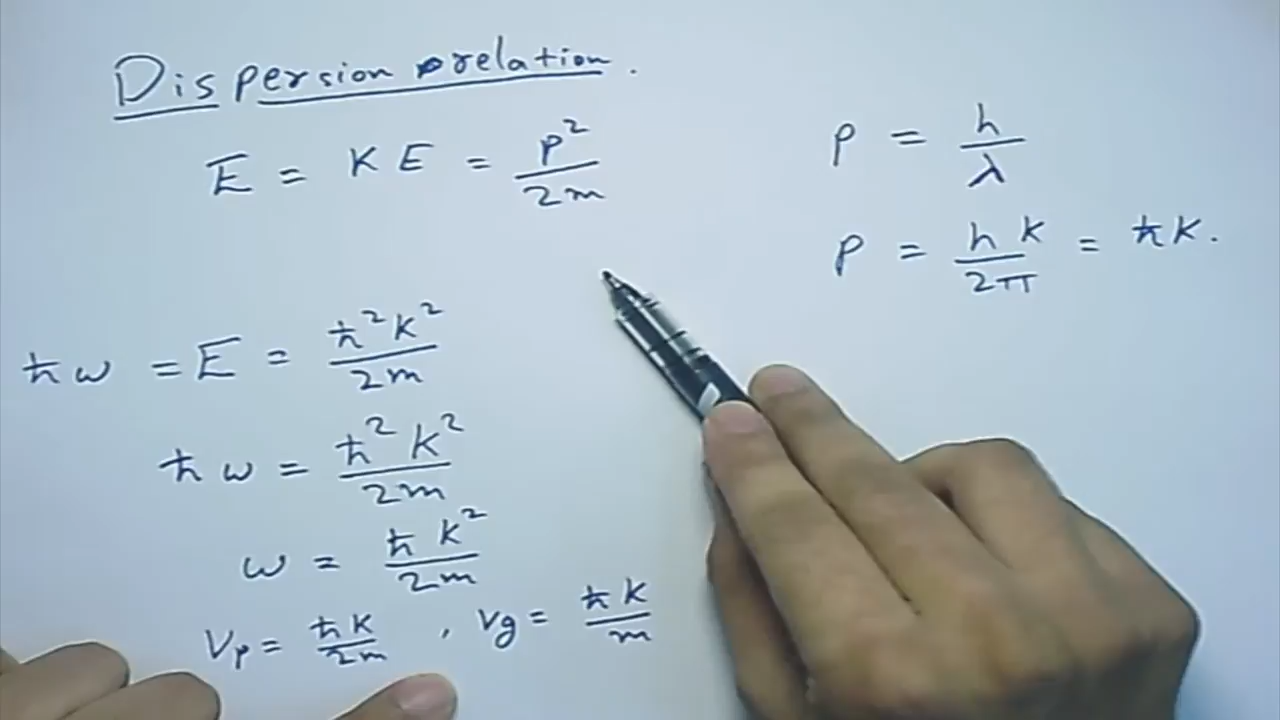 Dispersion relation.
E = KE = p²/2m
p = h/λ
p = hk/2π = ħk.
ħω = E = ħ²k²/2m
ħω = ħ²k²/2m
ω = ħk²/2m
Vp = ħk/2m , Vg = ħk/m